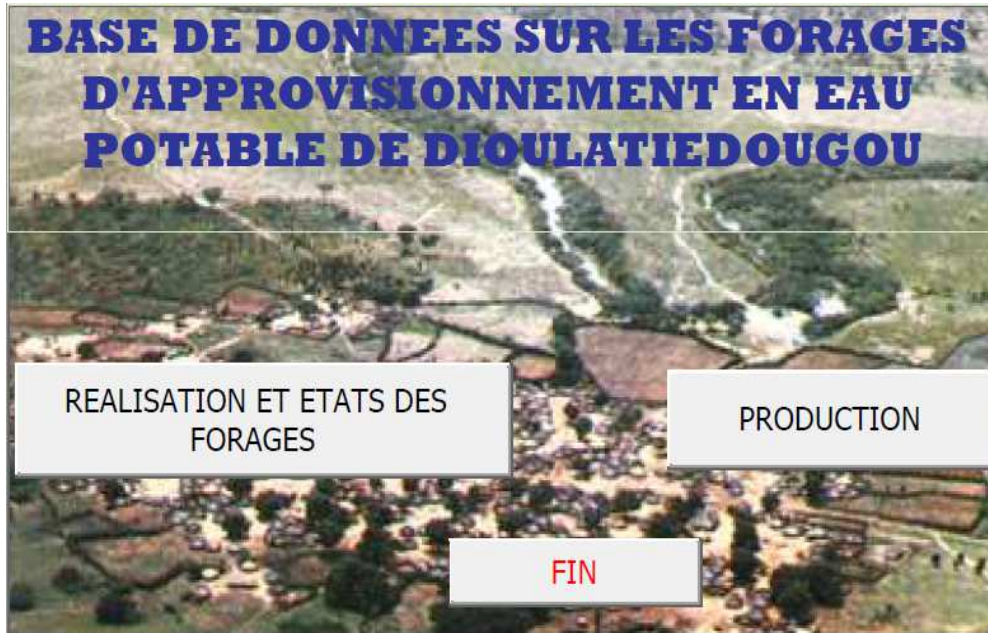 BASE DE DONNEES SUR LES FORAGES
D'APPROVISIONNEMENT EN EAU
POTABLE DE DIOULATIEDOUGOU
REALISATION ET ETATS DES
FORAGES
PRODUCTION
FIN